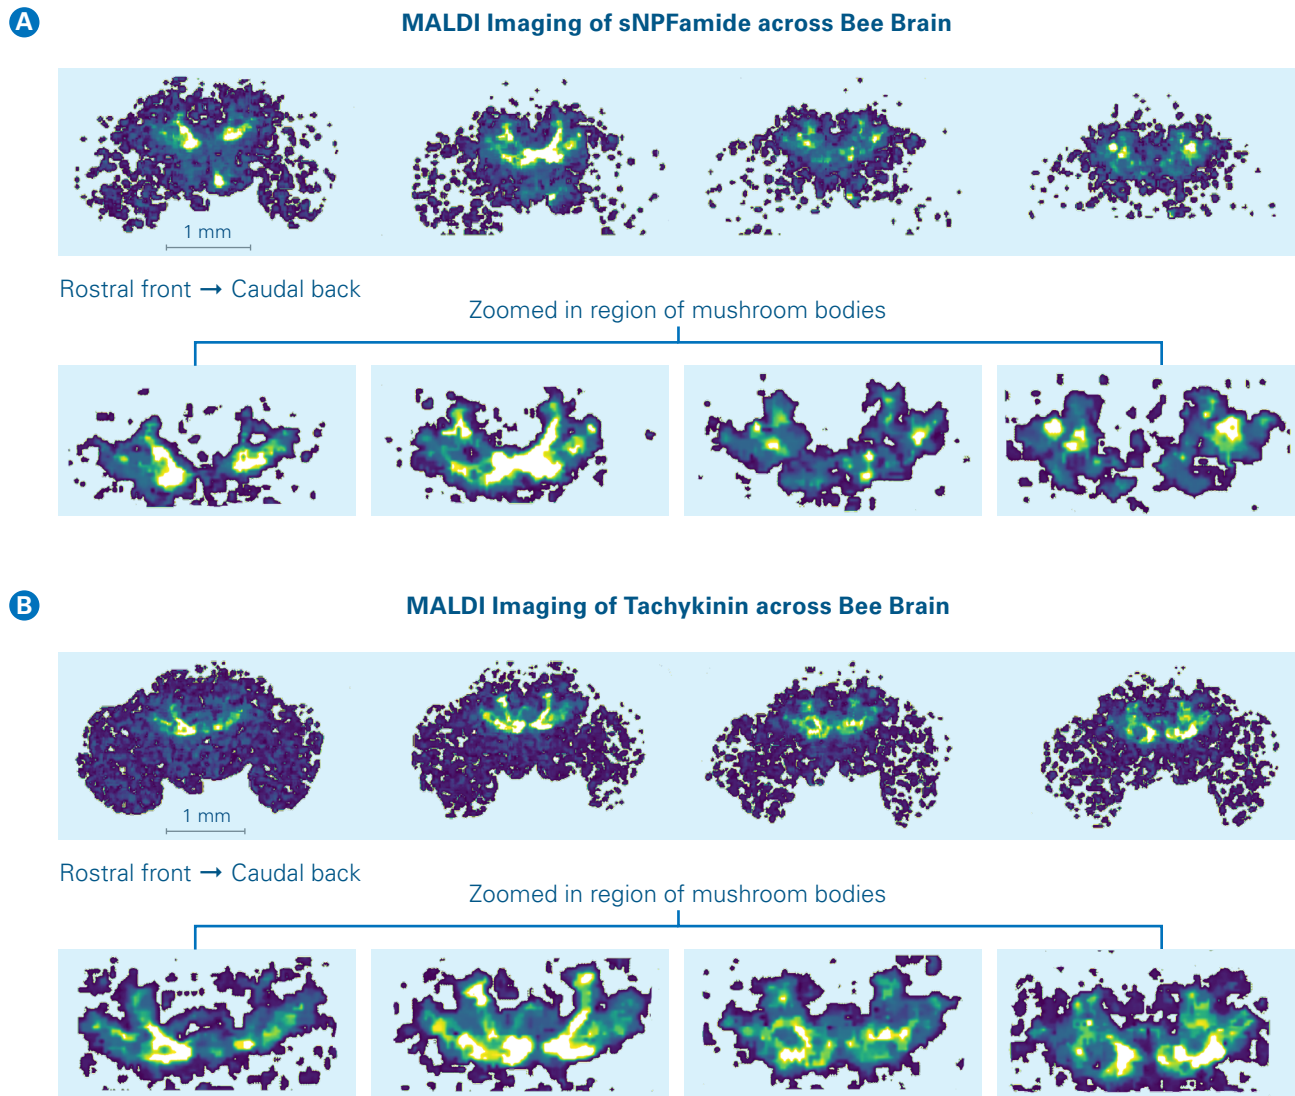 A
MALDI Imaging of sNPFamide across Bee Brain
1 mm
Rostral front → Caudal back
Zoomed in region of mushroom bodies
B
MALDI Imaging of Tachykinin across Bee Brain
1 mm
Rostral front → Caudal back
Zoomed in region of mushroom bodies